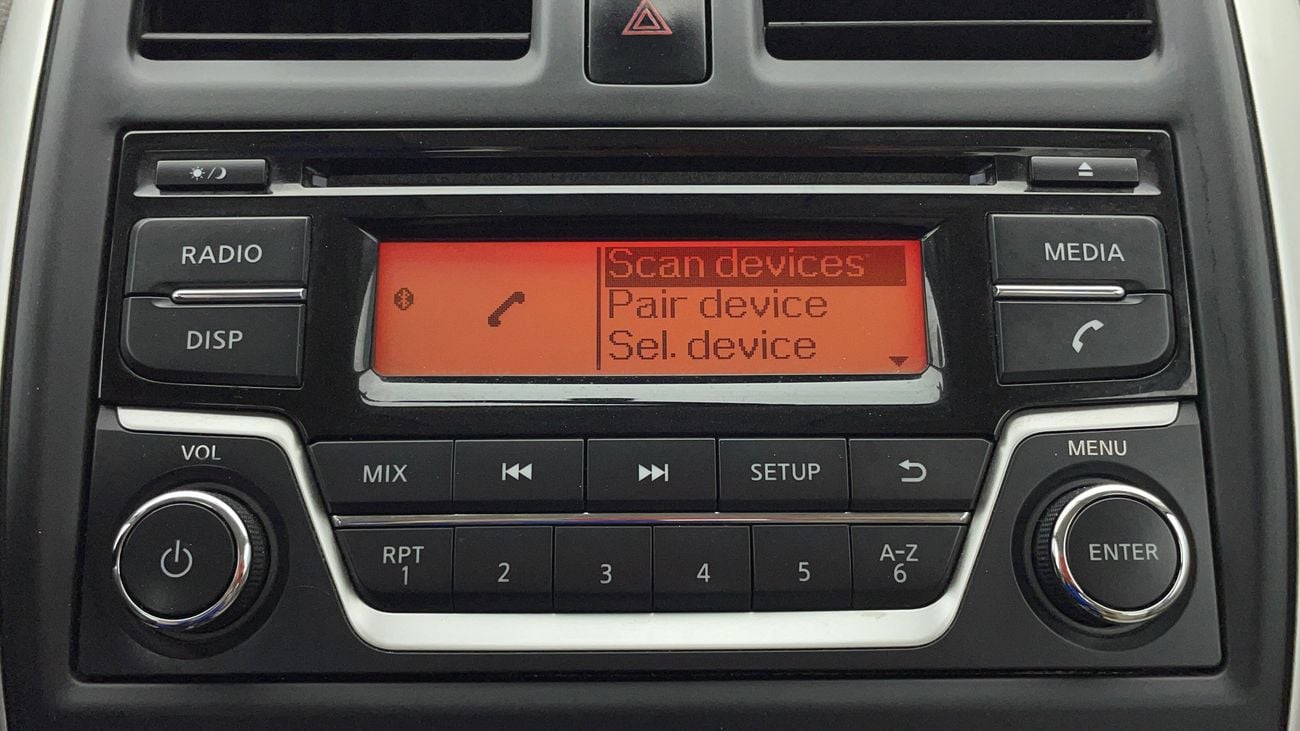 RADIO
DISP
Scan devices
Pair device
Sel. device
MEDIA
VOL
MENU
MIX
SETUP
RPT
1
2
3
4
5
A-Z
6
ENTER